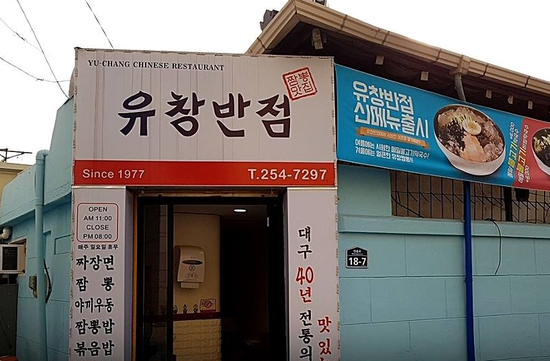 YU-CHANG CHINESE RESTAURANT
짬뽕
맛집
유창반점
Since 1977
T.254-7297
OPEN
AM 11:00
CLOSE
PM 08:00
매주 일요일 휴무
짜장면
짬뽕
야끼우동
짬뽕밥
볶음밥
대구 40년 전통의 맛있
유창반점
신메뉴출시
18-7